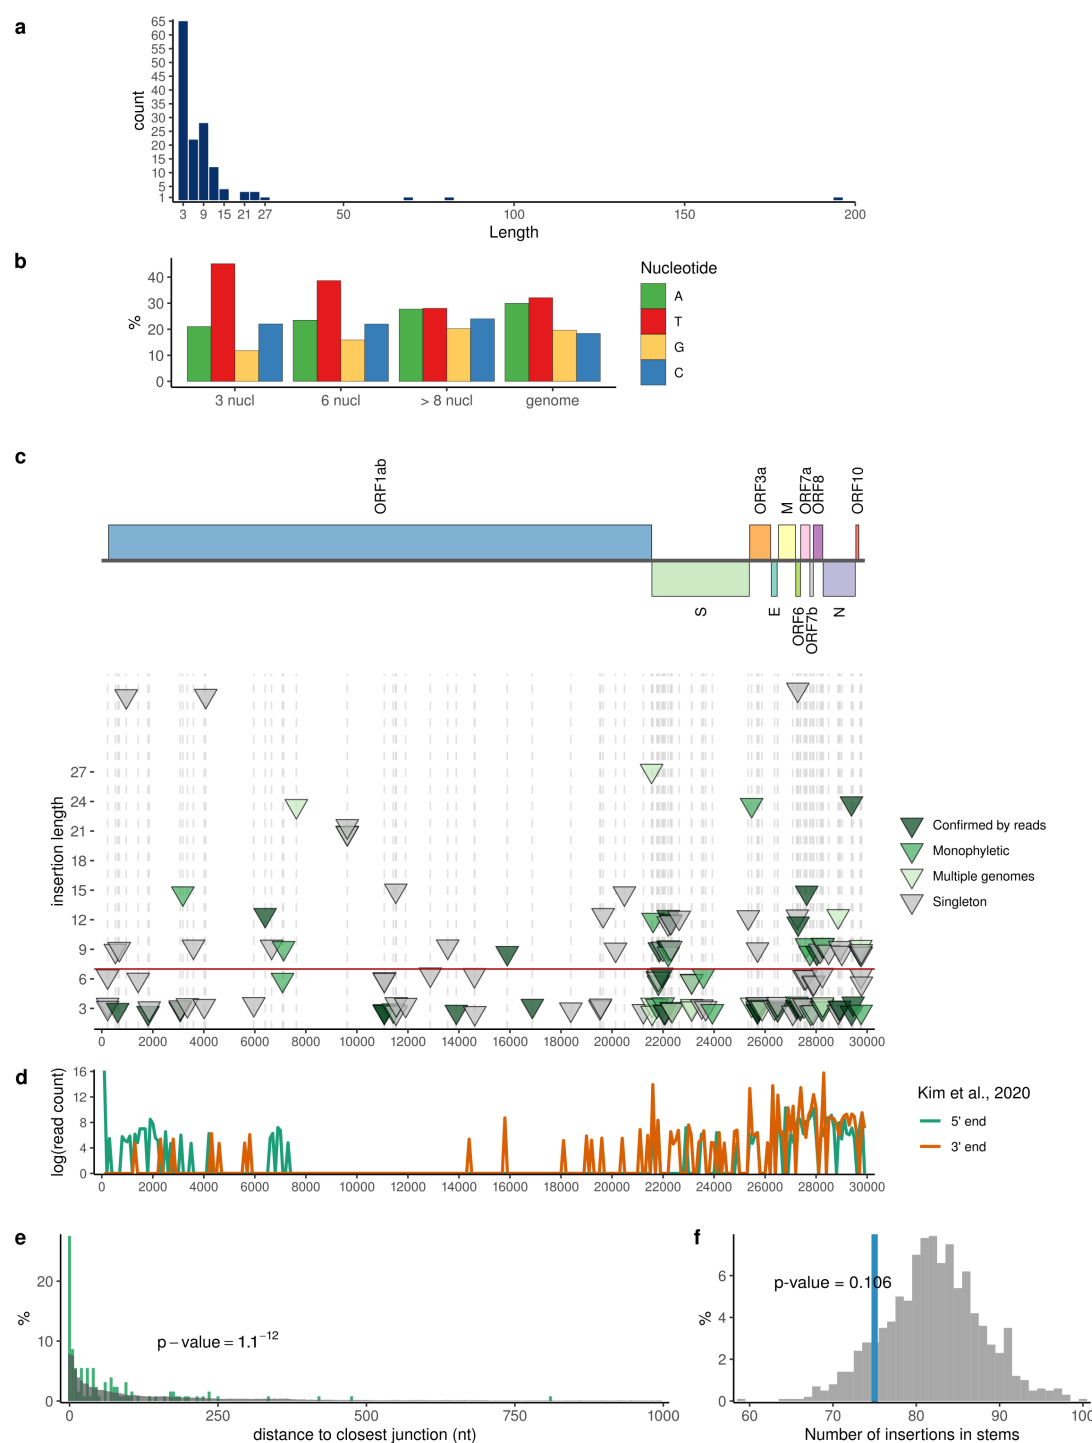 a
65
60
55
50
45
40
35
30
25
20
15
10
5
1
count
3 9 15 21 27 50 100 150 200
Length
b
40
30
20
10
0
%
3 nucl 6 nucl > 8 nucl genome
Nucleotide
A
T
G
C
c
ORF1ab ORF3a M ORF7a ORF8 ORF10
S E ORF6 ORF7b N
27
24
21
18
15
12
9
6
3
insertion length
0 2000 4000 6000 8000 10000 12000 14000 16000 18000 20000 22000 24000 26000 28000 30000
Confirmed by reads
Monophyletic
Multiple genomes
Singleton
d
16
12
8
4
0
log(read count)
0 2000 4000 6000 8000 10000 12000 14000 16000 18000 20000 22000 24000 26000 28000 30000
Kim et al., 2020
5' end
3' end
e
20
10
0
%
p−value = 1.1⁻¹²
0 250 500 750 1000
distance to closest junction (nt)
f
6
4
2
0
%
p-value = 0.106
60 70 80 90 100
Number of insertions in stems